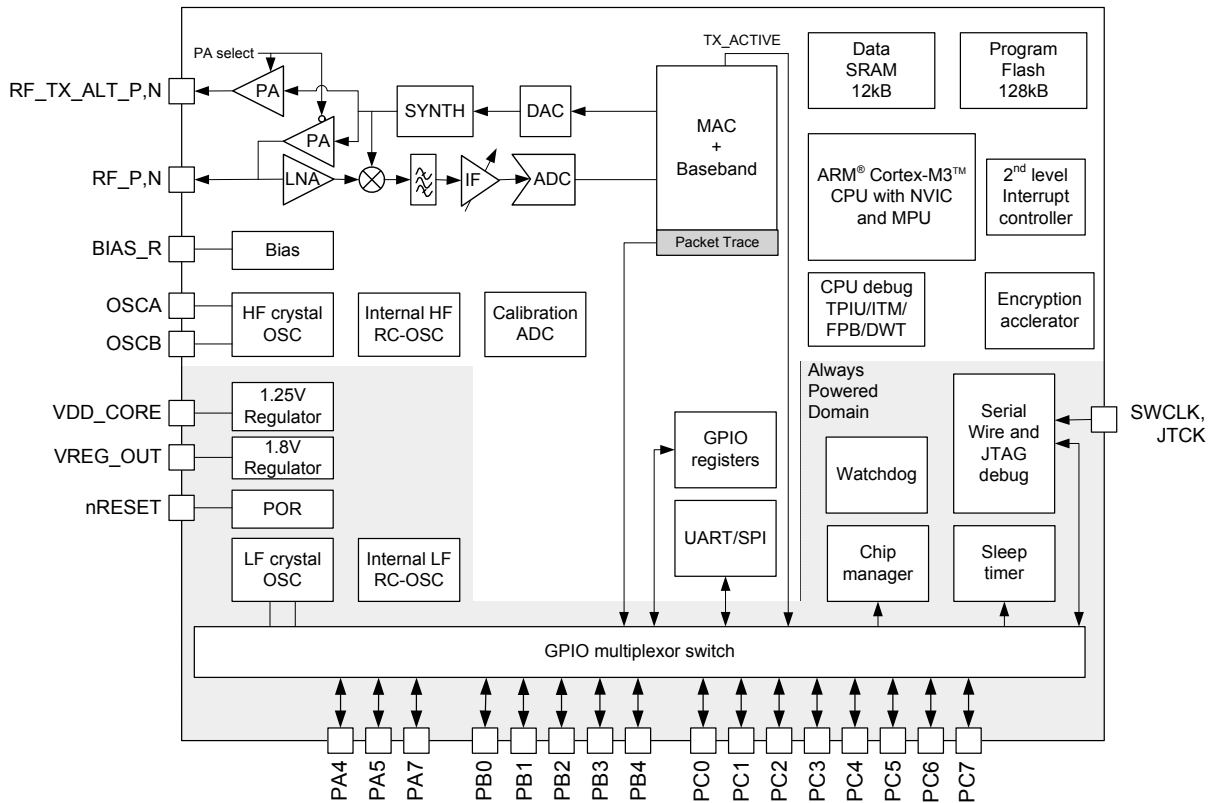 TX_ACTIVE
PA select
RF_TX_ALT_P,N
PA
SYNTH
DAC
MAC
+
Baseband
Data
SRAM
12kB
Program
Flash
128kB
PA
RF_P,N
LNA
IF
ADC
ARM® Cortex-M3™
CPU with NVIC
and MPU
2nd level
Interrupt
controller
Packet Trace
BIAS_R
Bias
OSCA
OSCB
HF crystal
OSC
Internal HF
RC-OSC
Calibration
ADC
CPU debug
TPIU/ITM/
FPB/DWT
Encryption
acclerator
Always
Powered
Domain
VDD_CORE
1.25V
Regulator
VREG_OUT
1.8V
Regulator
nRESET
POR
LF crystal
OSC
Internal LF
RC-OSC
GPIO
registers
UART/SPI
Watchdog
Serial
Wire and
JTAG
debug
SWCLK,
JTCK
Chip
manager
Sleep
timer
GPIO multiplexor switch
PA4
PA5
PA7
PB0
PB1
PB2
PB3
PB4
PC0
PC1
PC2
PC3
PC4
PC5
PC6
PC7